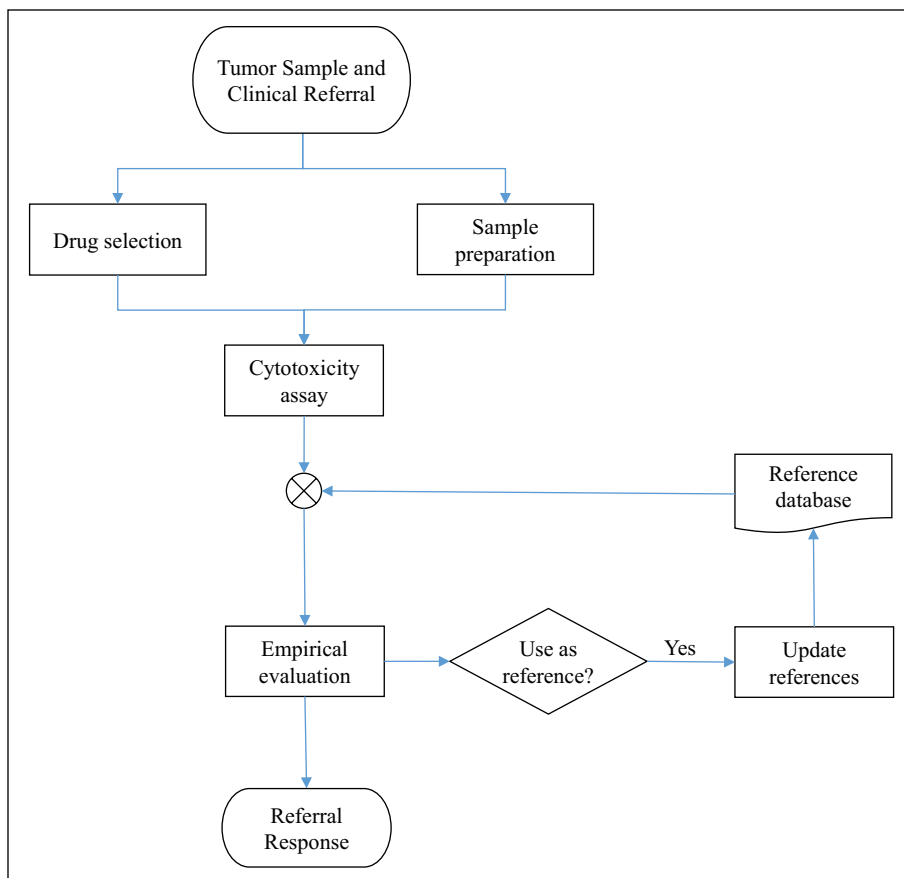 Tumor Sample and
Clinical Referral
Drug selection
Sample
preparation
Cytotoxicity
assay
Reference
database
Empirical
evaluation
Use as
reference?
Yes
Update
references
Referral
Response